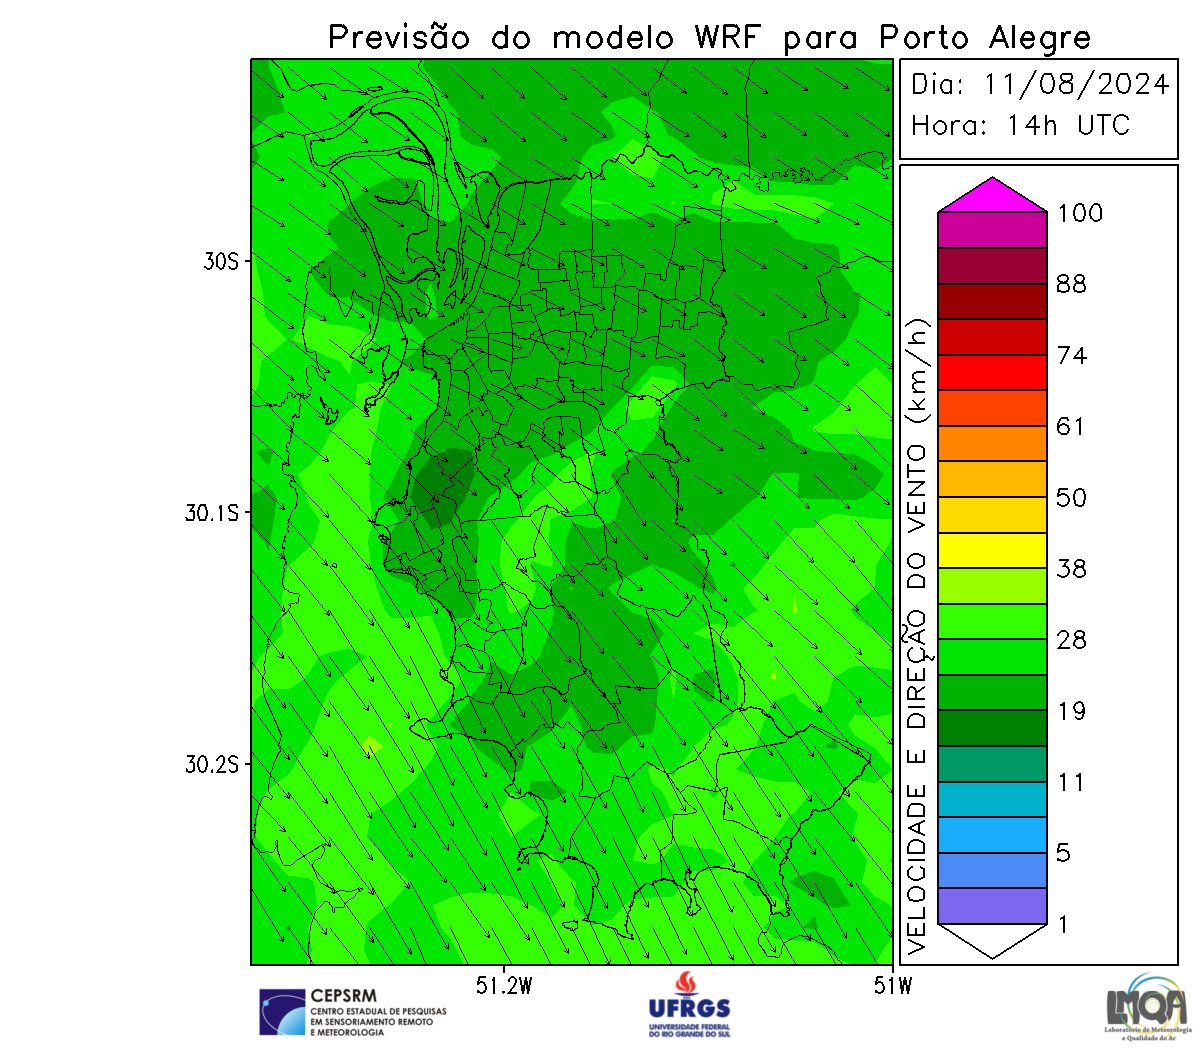 Previsão do modelo WRF para Porto Alegre
Dia: 11/08/2024
Hora: 14h UTC
100
88
74
61
50
38
28
19
11
5
1
VELOCIDADE E DIREÇÃO DO VENTO (km/h)
30S
30.1S
30.2S
51.2W
51W
CEPSRM
CENTRO ESTADUAL DE PESQUISAS
EM SENSORIAMENTO REMOTO
E METEOROLOGIA
UFRGS
UNIVERSIDADE FEDERAL
DO RIO GRANDE DO SUL
LMQA
Laboratório de Meteorologia
e Qualidade do Ar